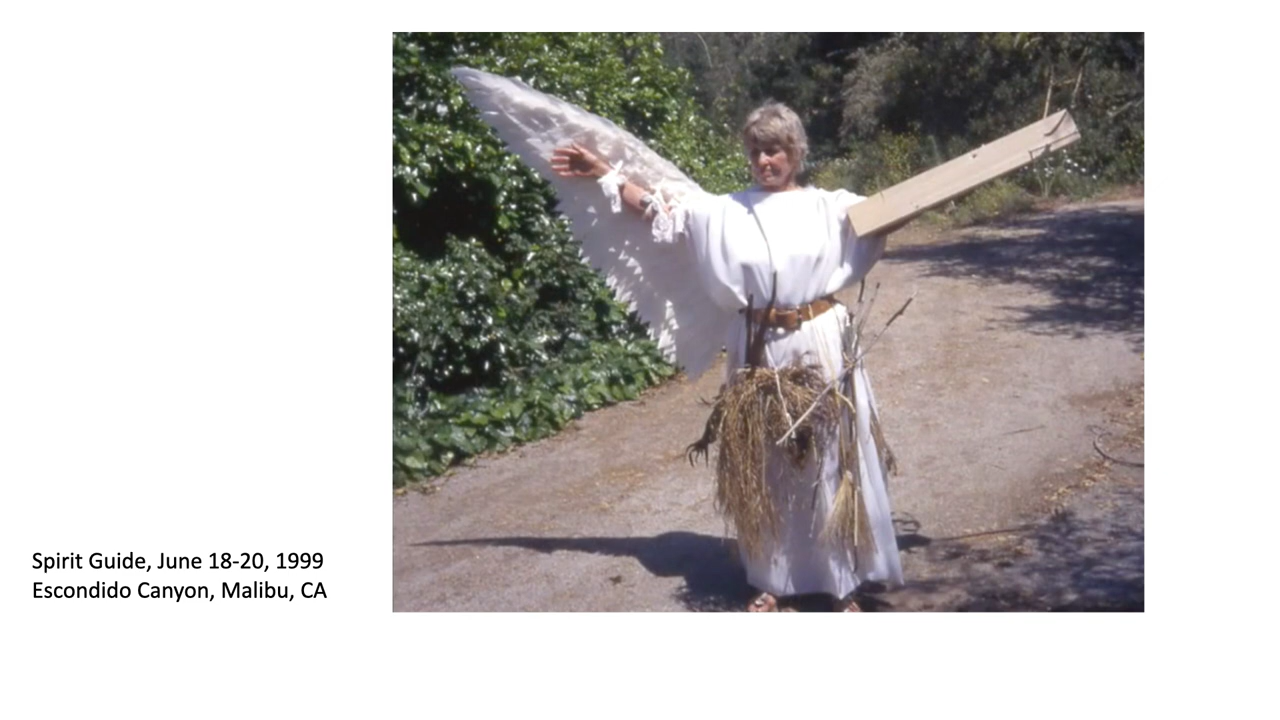 Spirit Guide, June 18-20, 1999
Escondido Canyon, Malibu, CA